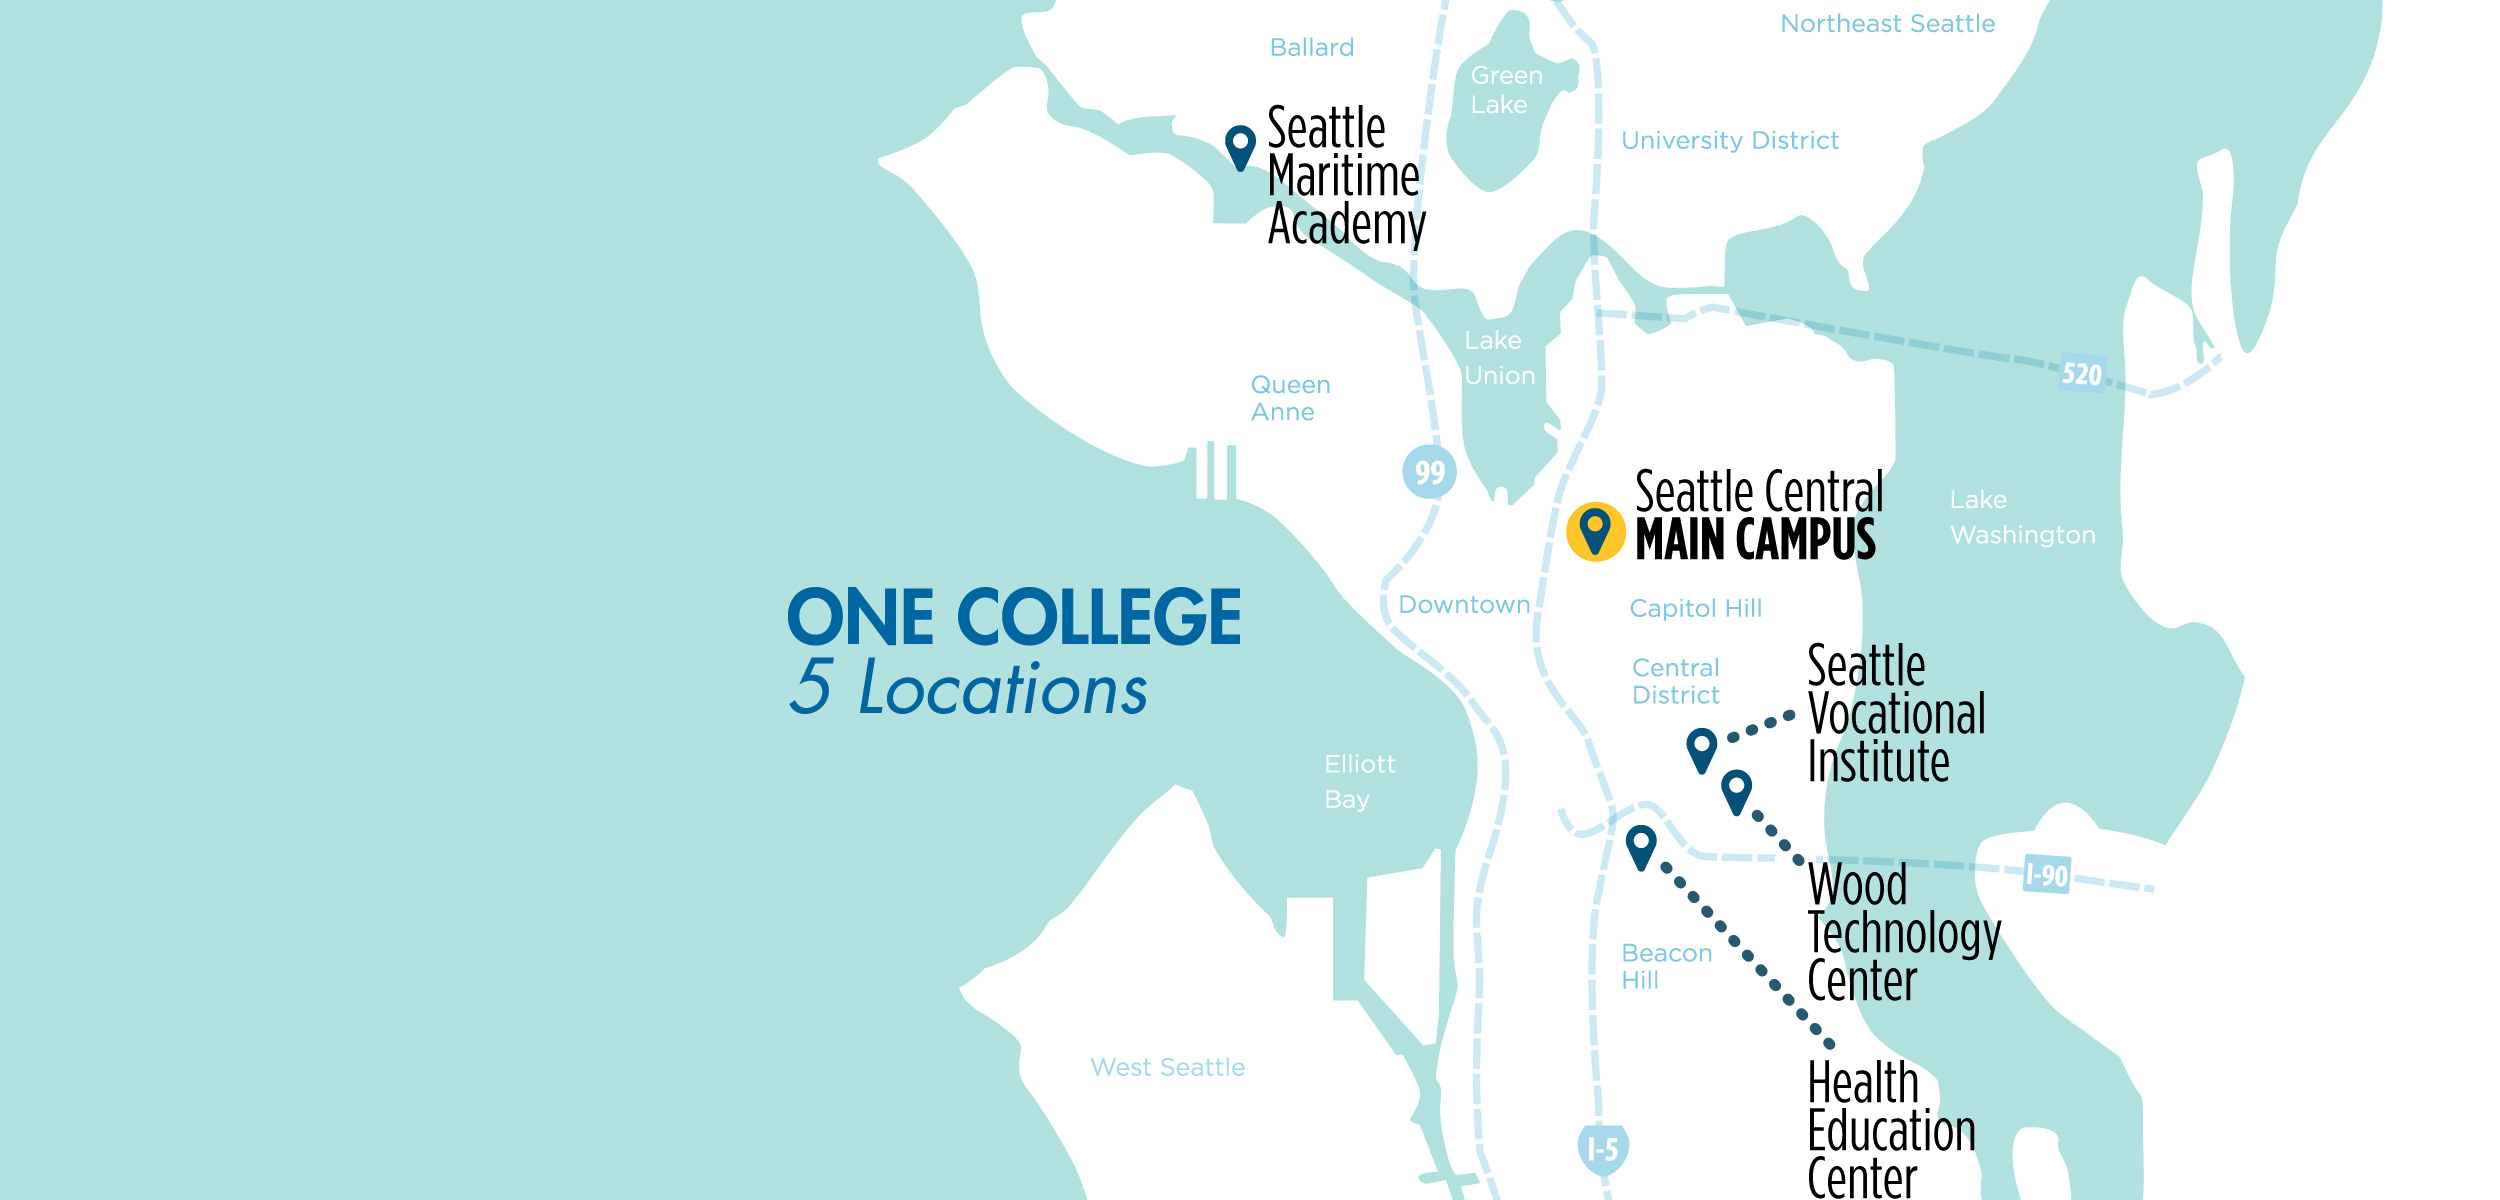 Northeast Seattle
Ballard
Green
Lake
Seattle
Maritime
Academy
University District
Lake
Union
520
Queen
Anne
99
Seattle Central
MAIN CAMPUS
Lake
Washington
ONE COLLEGE
5 Locations
Downtown
Capitol Hill
Central
District
Seattle
Vocational
Institute
Elliott
Bay
Wood
Technology
Center
I-90
Beacon
Hill
West Seattle
Health
Education
Center
I-5